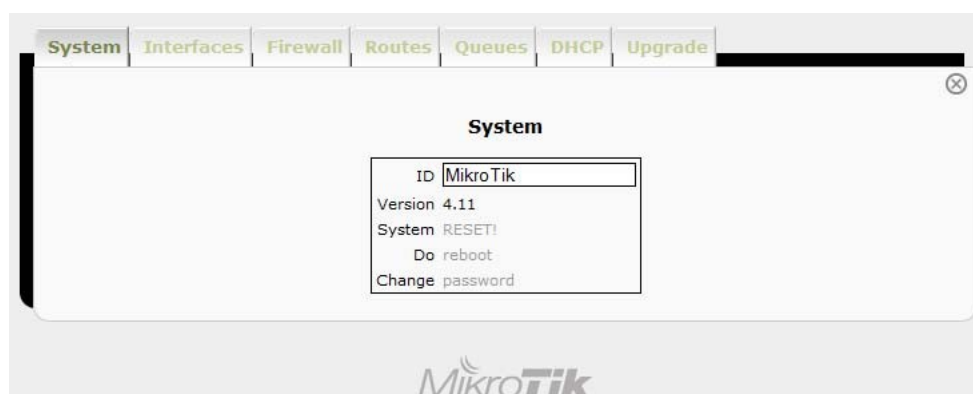 System Interfaces Firewall Routes Queues DHCP Upgrade
System
ID MikroTik
Version 4.11
System RESET!
Do reboot
Change password
MikroTik